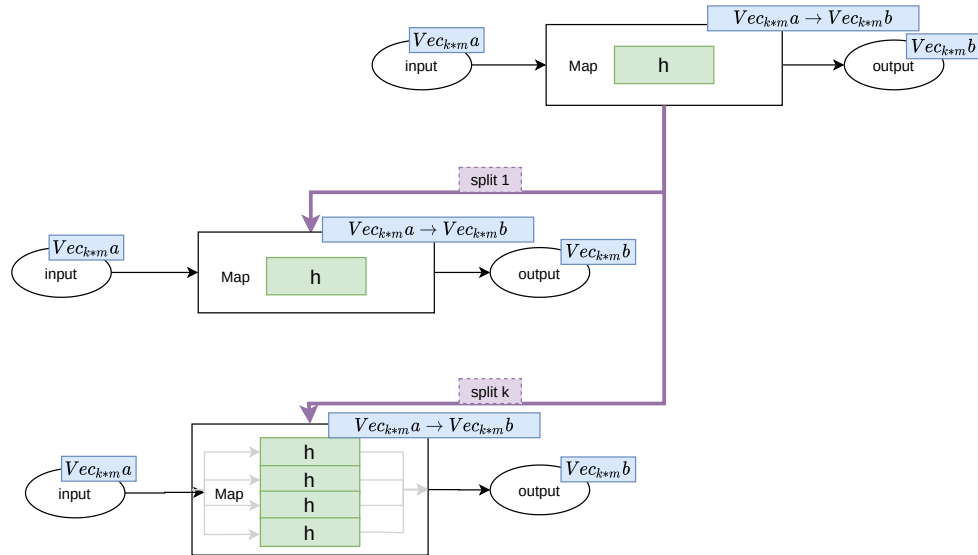 Vec_{k*m}a → Vec_{k*m}b
Vec_{k*m}a
Vec_{k*m}b
input
Map
h
output
split 1
Vec_{k*m}a → Vec_{k*m}b
Vec_{k*m}a
Vec_{k*m}b
input
Map
h
output
split k
Vec_{k*m}a → Vec_{k*m}b
h
Vec_{k*m}a
Vec_{k*m}b
h
input
Map
output
h
h